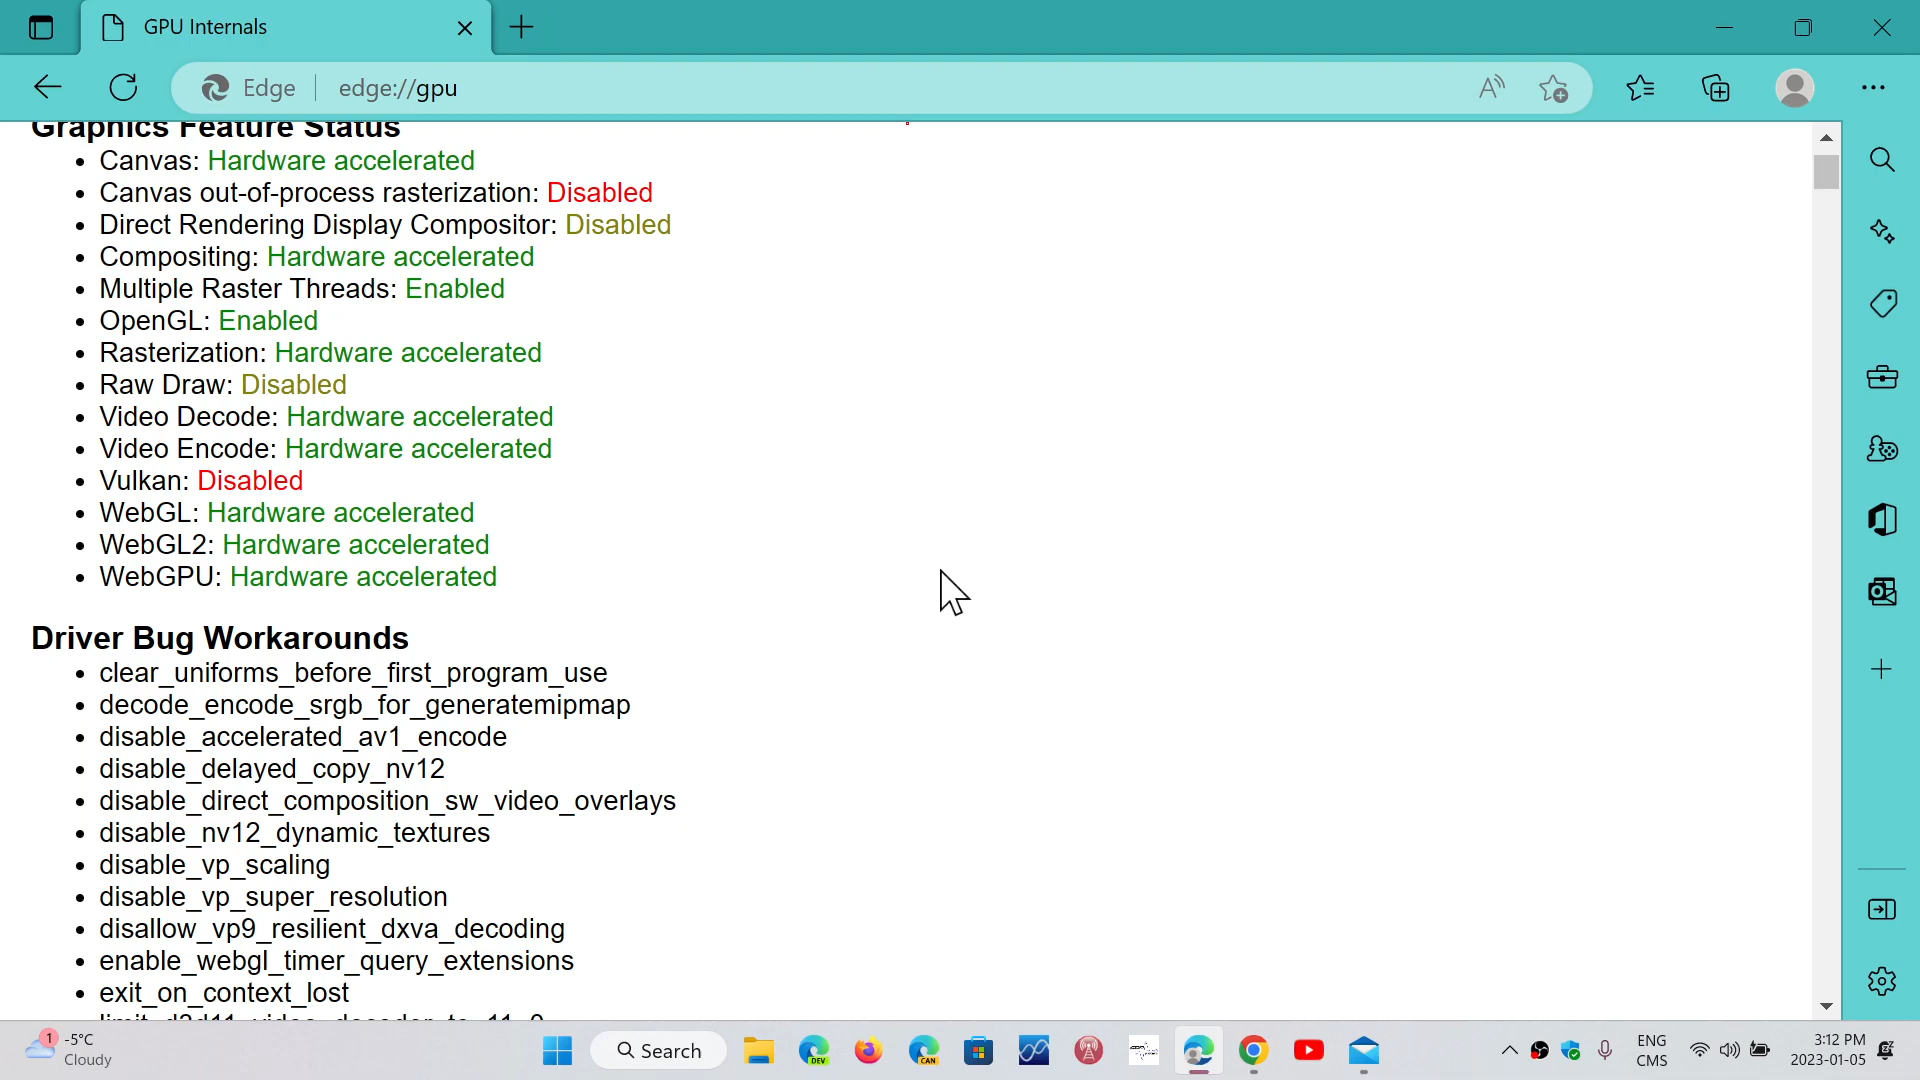 GPU Internals
Edge
edge://gpu
Graphics Feature Status
Canvas: Hardware accelerated
Canvas out-of-process rasterization: Disabled
Direct Rendering Display Compositor: Disabled
Compositing: Hardware accelerated
Multiple Raster Threads: Enabled
OpenGL: Enabled
Rasterization: Hardware accelerated
Raw Draw: Disabled
Video Decode: Hardware accelerated
Video Encode: Hardware accelerated
Vulkan: Disabled
WebGL: Hardware accelerated
WebGL2: Hardware accelerated
WebGPU: Hardware accelerated
Driver Bug Workarounds
clear_uniforms_before_first_program_use
decode_encode_srgb_for_generatemipmap
disable_accelerated_av1_encode
disable_delayed_copy_nv12
disable_direct_composition_sw_video_overlays
disable_nv12_dynamic_textures
disable_vp_scaling
disable_vp_super_resolution
disallow_vp9_resilient_dxva_decoding
enable_webgl_timer_query_extensions
exit_on_context_lost
limit_d3d11_video_decoder_to_11_0
1
-5°C
Cloudy
Search
DEV
CAN
ENG
CMS
3:12 PM
2023-01-05